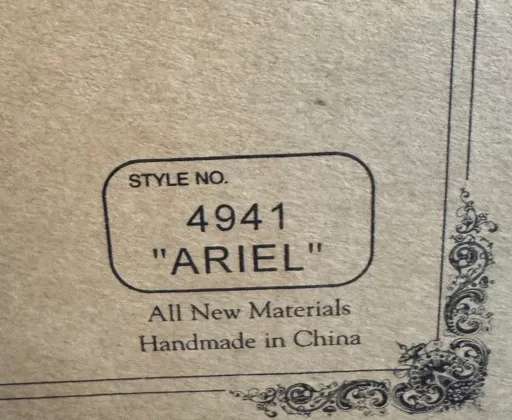 STYLE NO.
4941
"ARIEL"
All New Materials
Handmade in China